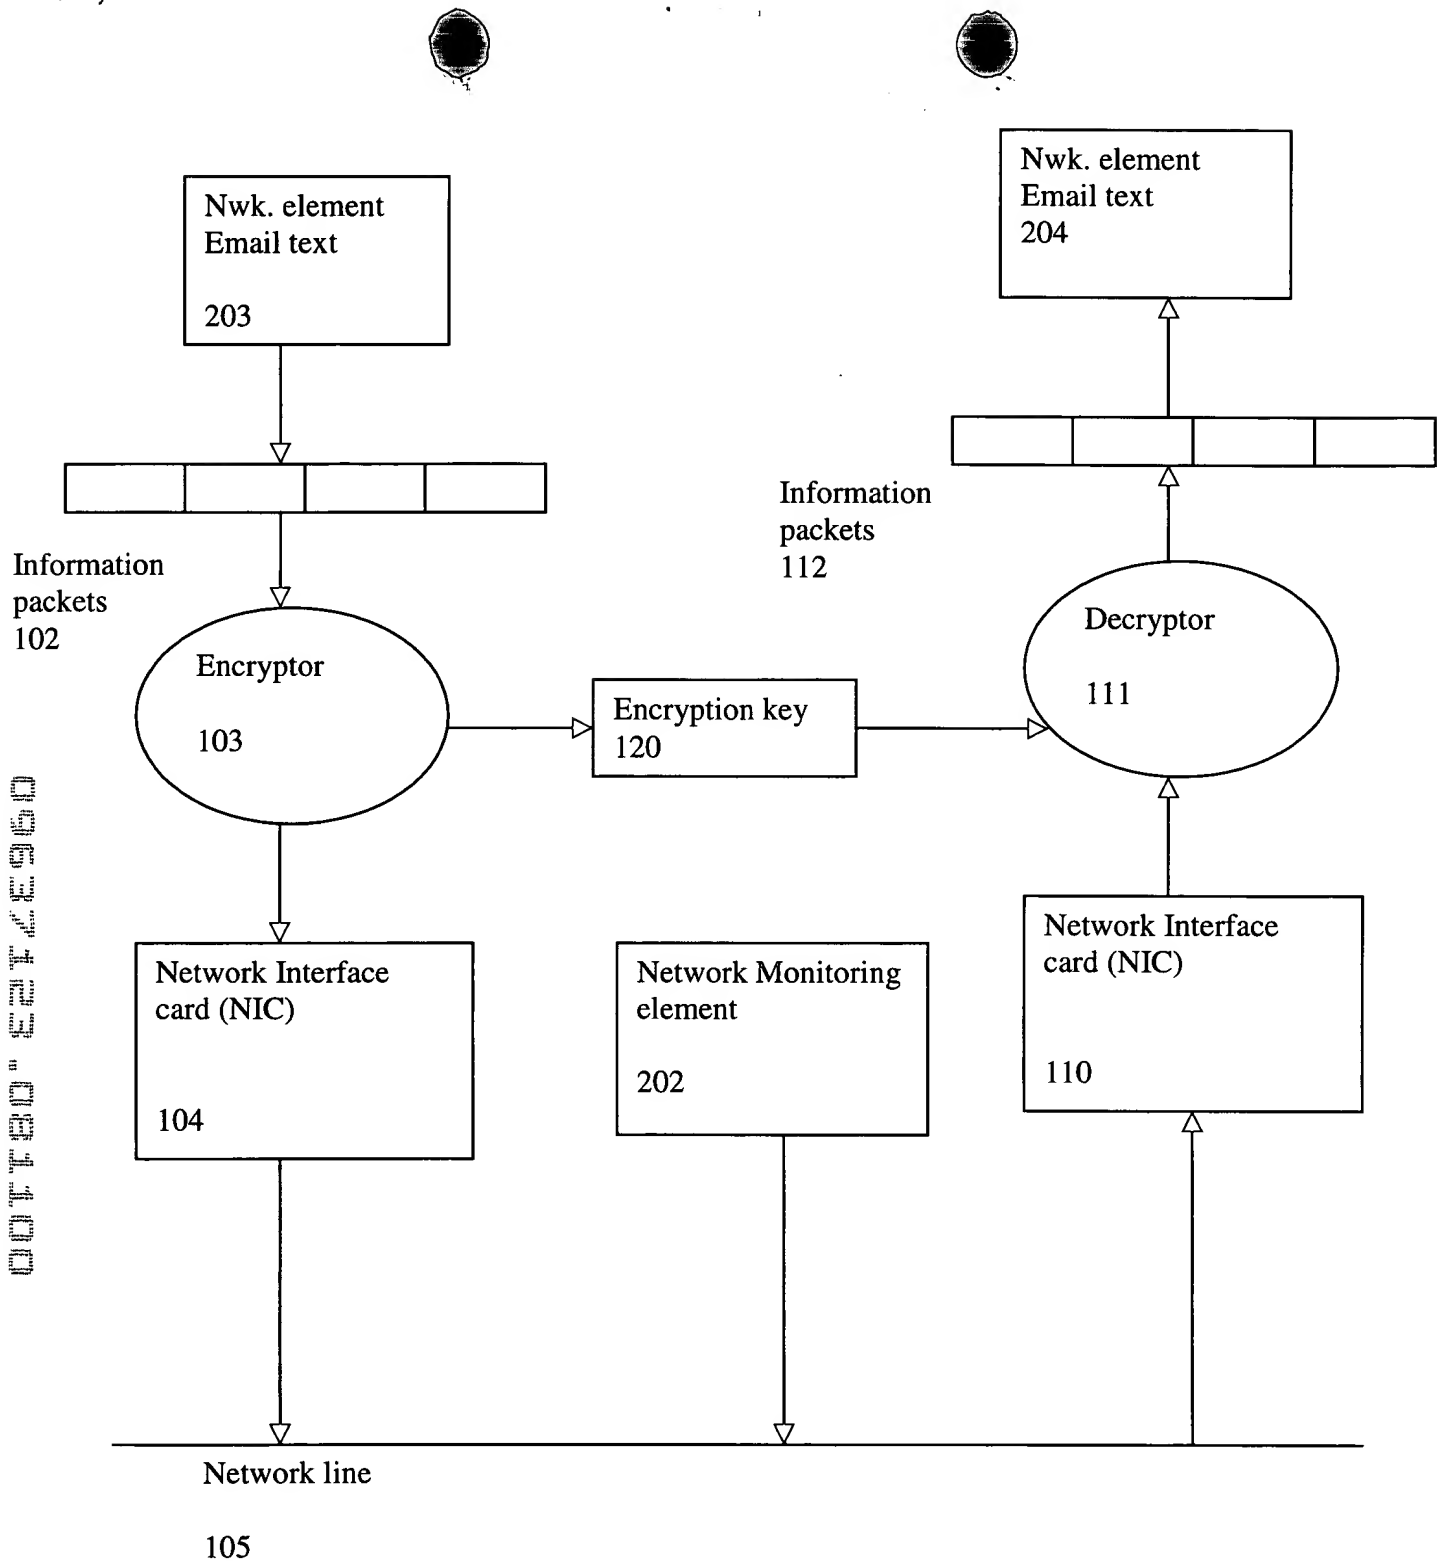 Nwk. element
Email text
203
Nwk. element
Email text
204
Information
packets
102
Information
packets
112
Encryptor
103
Encryption key
120
Decryptor
111
Network Interface
card (NIC)
104
Network Monitoring
element
202
Network Interface
card (NIC)
110
Network line
105
09637123.081100